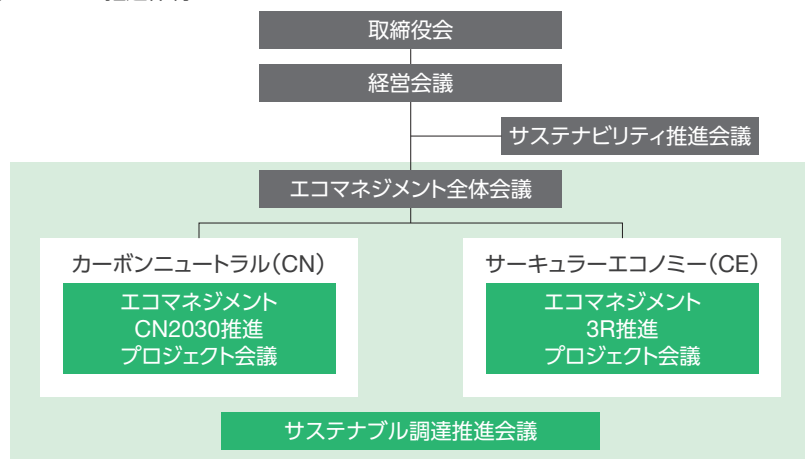 取締役会
経営会議
サステナビリティ推進会議
エコマネジメント全体会議
カーボンニュートラル(CN)
エコマネジメント
CN2030推進
プロジェクト会議
サーキュラーエコノミー(CE)
エコマネジメント
3R推進
プロジェクト会議
サステナブル調達推進会議